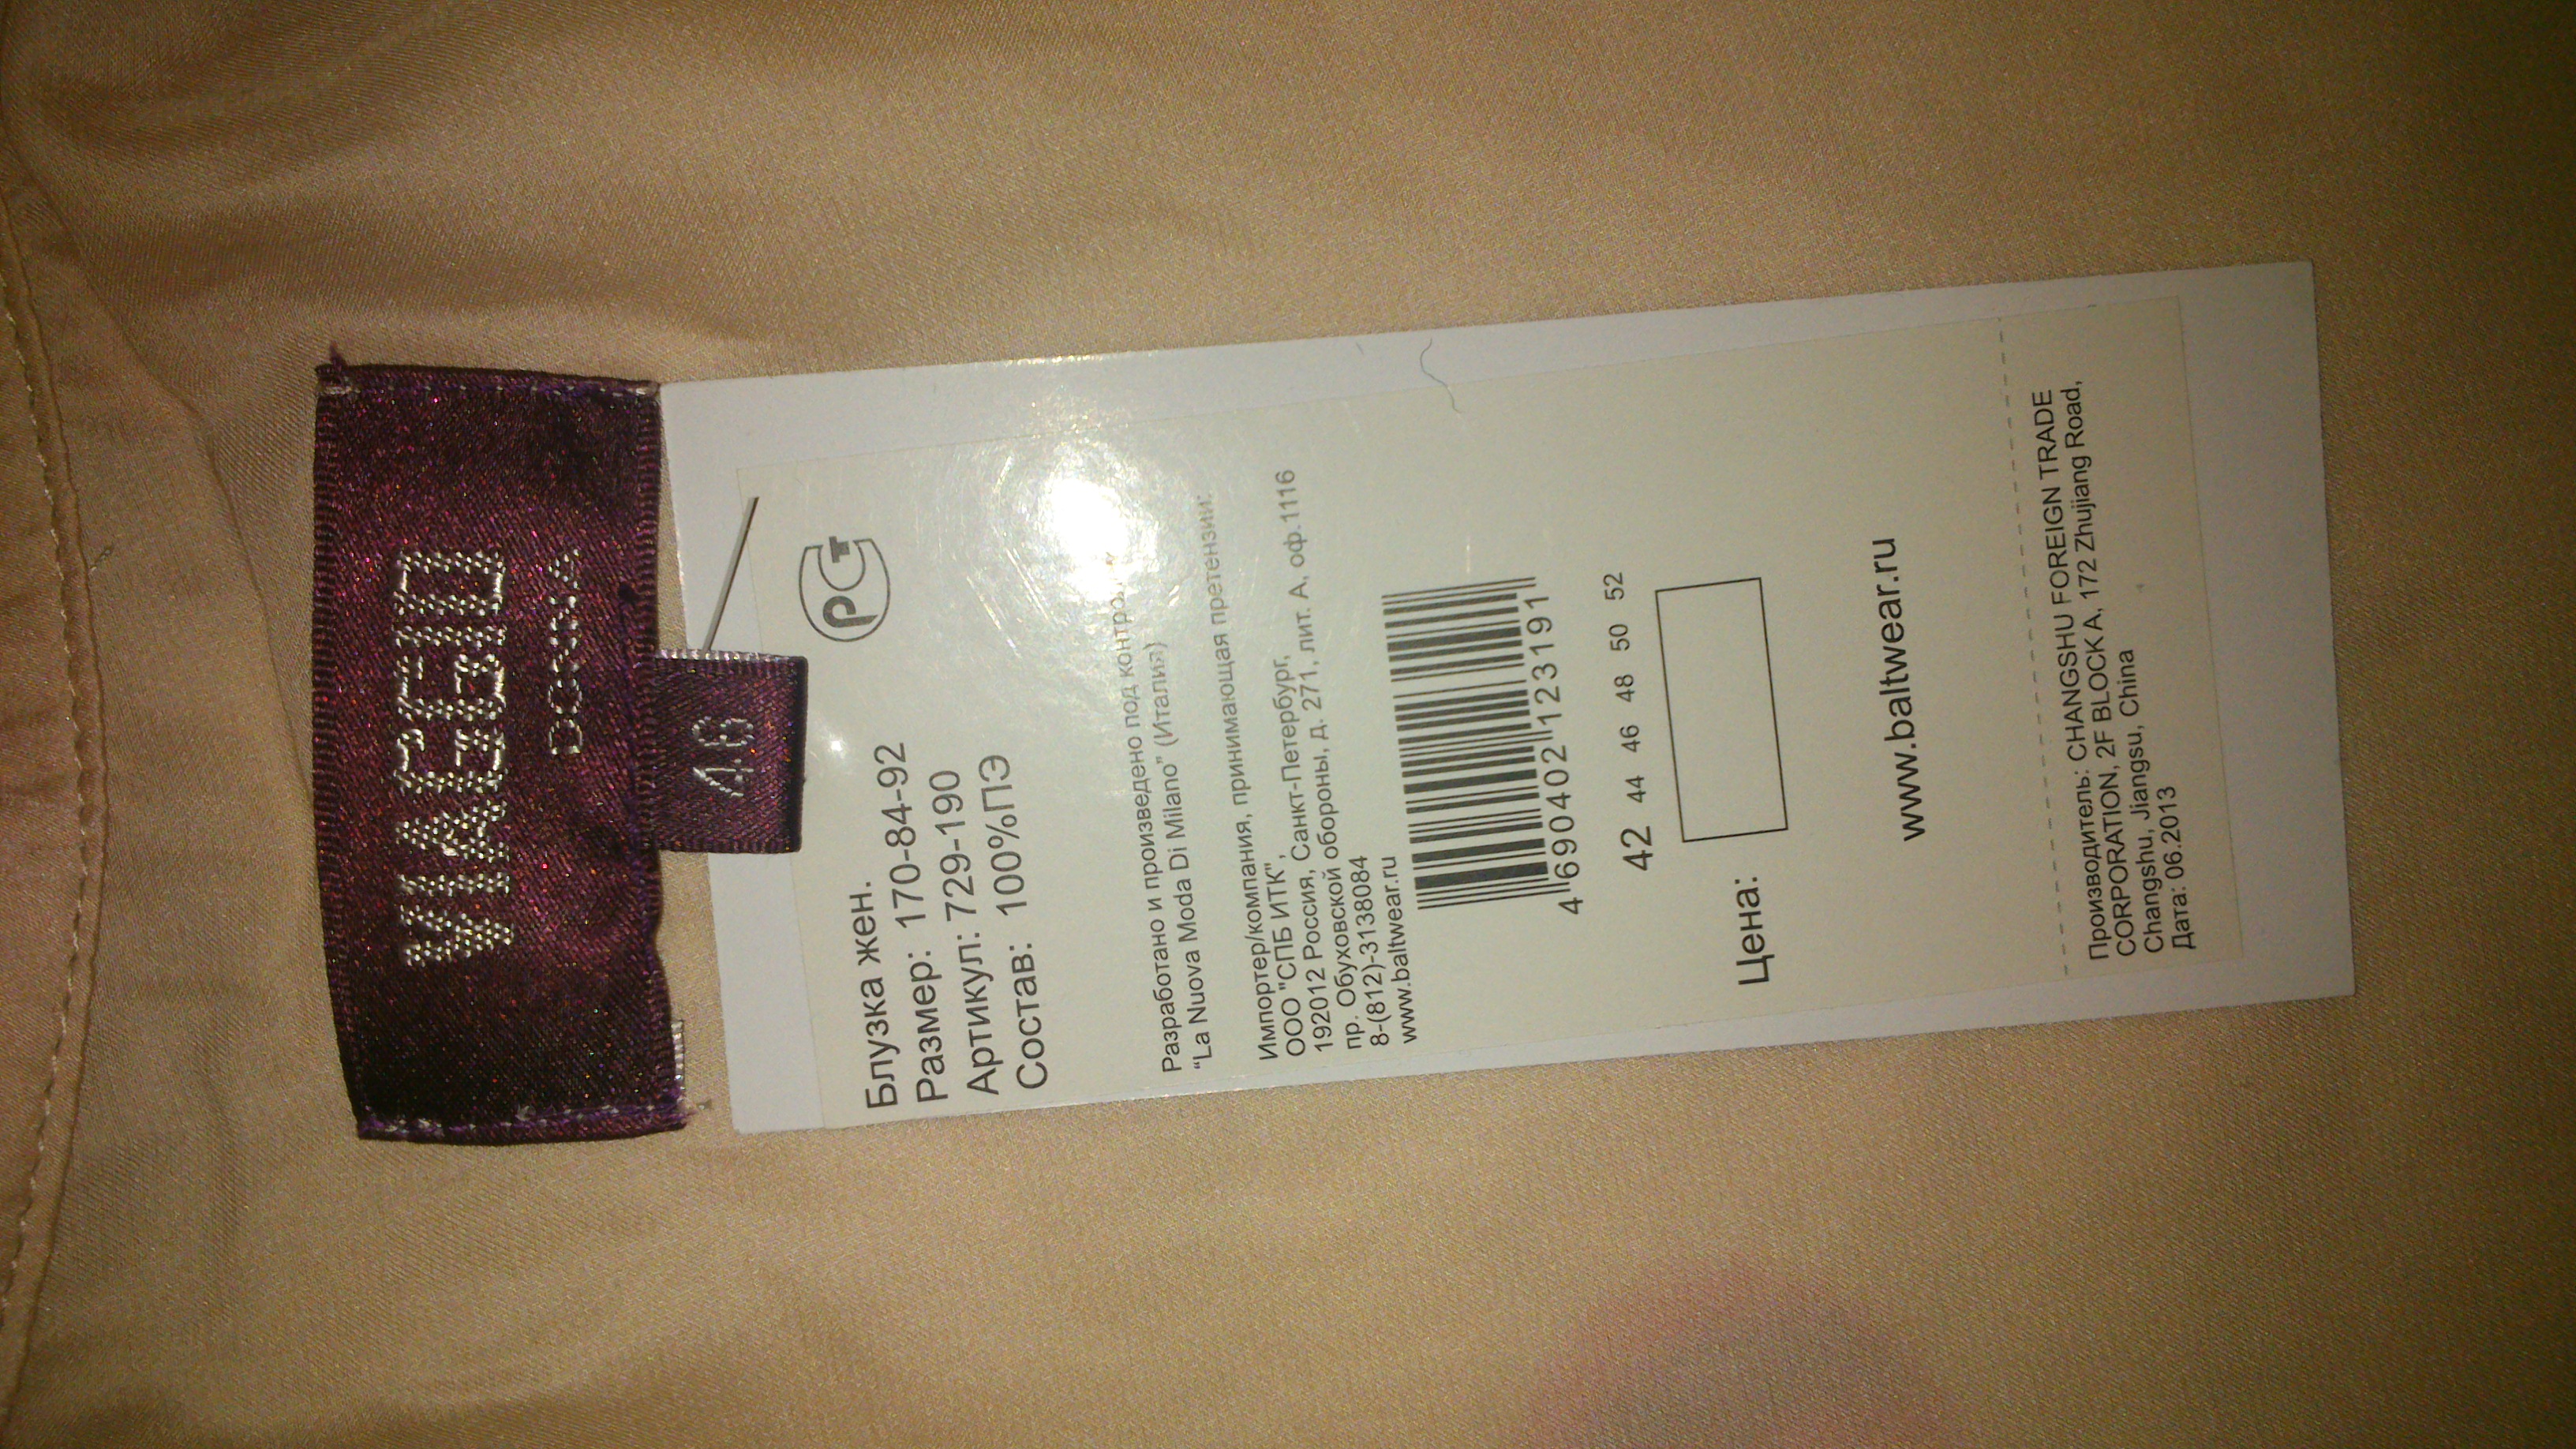 VIAGGIO
DONNA
46
Блузка жен.
Размер: 170-84-92
Артикул: 729-190
Состав: 100%ПЭ
РСТ
Разработано и произведено под
"La Nuova Moda Di Milano" (Италия)
Импортер/компания, принимающая претензии:
ООО "СПБ ИТК",
192012 Россия, Санкт-Петербург,
пр. Обуховской обороны, д. 271, лит. А, оф.1116
8-(812)-3138084
www.baltwear.ru
4 690402 123191
42 44 46 48 50 52
Цена:
www.baltwear.ru
Производитель: CHANGSHU FOREIGN TRADE
CORPORATION, 2F BLOCK A, 172 Zhujiang Road,
Changshu, Jiangsu, China
Дата: 06.2013